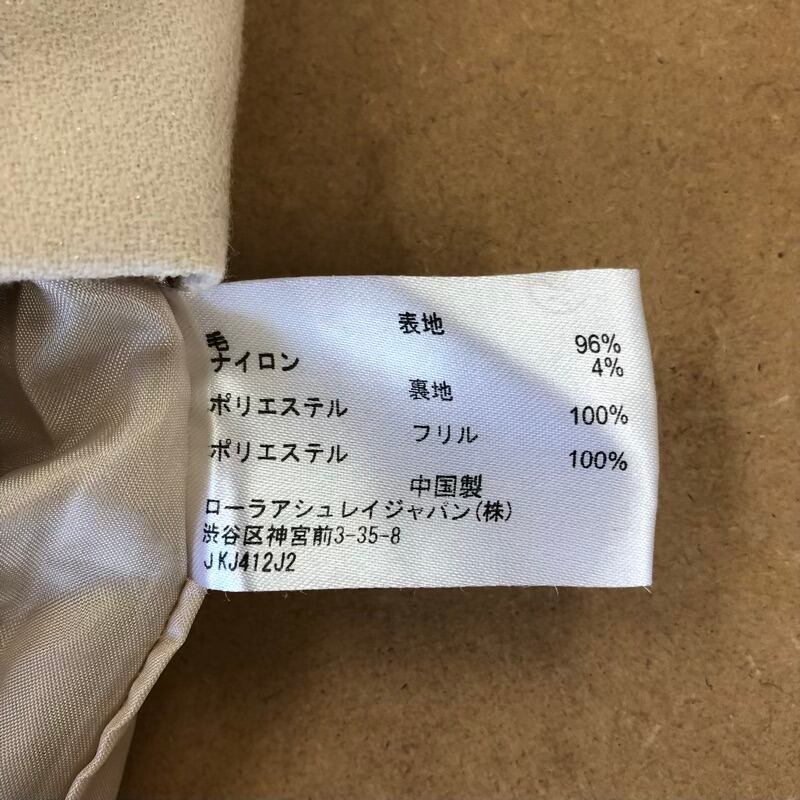 表地
毛 96%
ナイロン 4%
裏地
ポリエステル 100%
フリル
ポリエステル 100%
中国製
ローラアシュレイジャパン(株)
渋谷区神宮前3-35-8
JKJ412J2